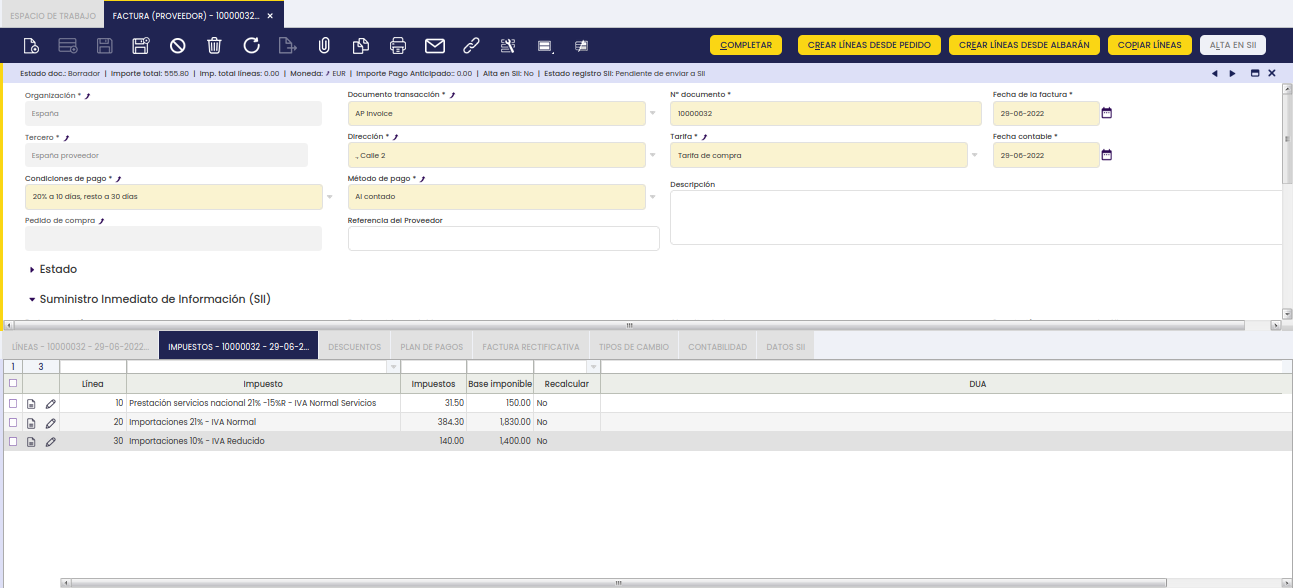 ESPACIO DE TRABAJO FACTURA (PROVEEDOR) - 10000032... ×
COMPLETAR CREAR LÍNEAS DESDE PEDIDO CREAR LÍNEAS DESDE ALBARÁN COPIAR LÍNEAS ALTA EN SII
Estado doc.: Borrador | Importe total: 555.80 | Imp. total líneas: 0.00 | Moneda: EUR | Importe Pago Anticipado: 0.00 | Alta en SII: No | Estado registro SII: Pendiente de enviar a SII
Organización * Documento transacción * Nº documento * Fecha de la factura *
España AP Invoice 10000032 29-06-2022
Tercero * Dirección * Tarifa * Fecha contable *
España proveedor ., Calle 2 Tarifa de compra 29-06-2022
Condiciones de pago * Método de pago * Descripción
20% a 10 días, resto a 30 días Al contado
Pedido de compra Referencia del Proveedor
Estado
Suministro Inmediato de Información (SII)
LÍNEAS - 10000032 - 29-06-2022... IMPUESTOS - 10000032 - 29-06-2... DESCUENTOS PLAN DE PAGOS FACTURA RECTIFICATIVA TIPOS DE CAMBIO CONTABILIDAD DATOS SII
1 3
Línea Impuesto Impuestos Base imponible Recalcular DUA
10 Prestación servicios nacional 21% -15%R - IVA Normal Servicios 31.50 150.00 No
20 Importaciones 21% - IVA Normal 384.30 1,830.00 No
30 Importaciones 10% - IVA Reducido 140.00 1,400.00 No